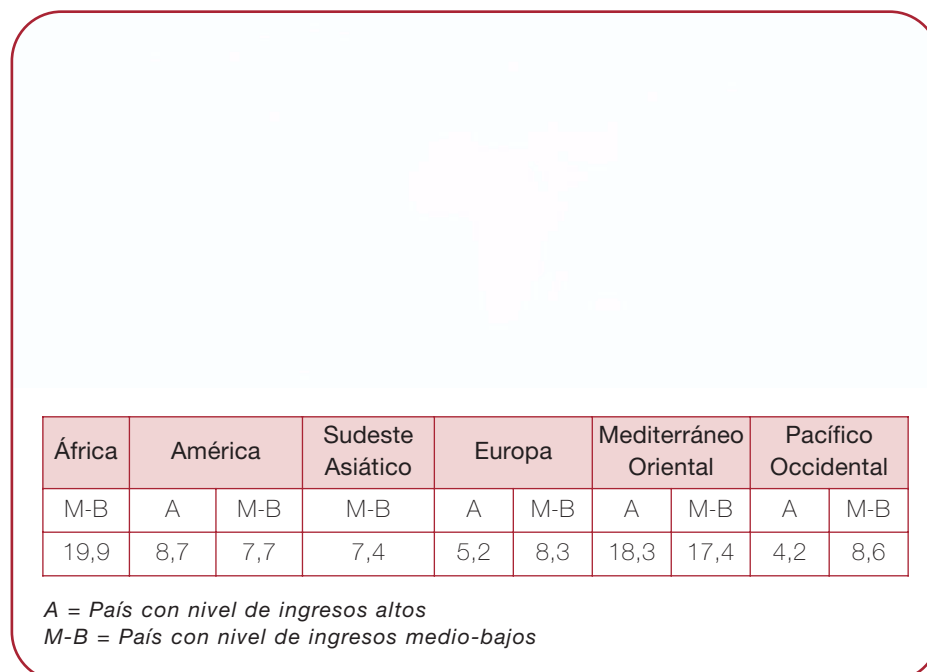 África América Sudeste Asiático Europa Mediterráneo Oriental Pacífico Occidental
M-B A M-B M-B A M-B A M-B A M-B
19,9 8,7 7,7 7,4 5,2 8,3 18,3 17,4 4,2 8,6
A = País con nivel de ingresos altos
M-B = País con nivel de ingresos medio-bajos